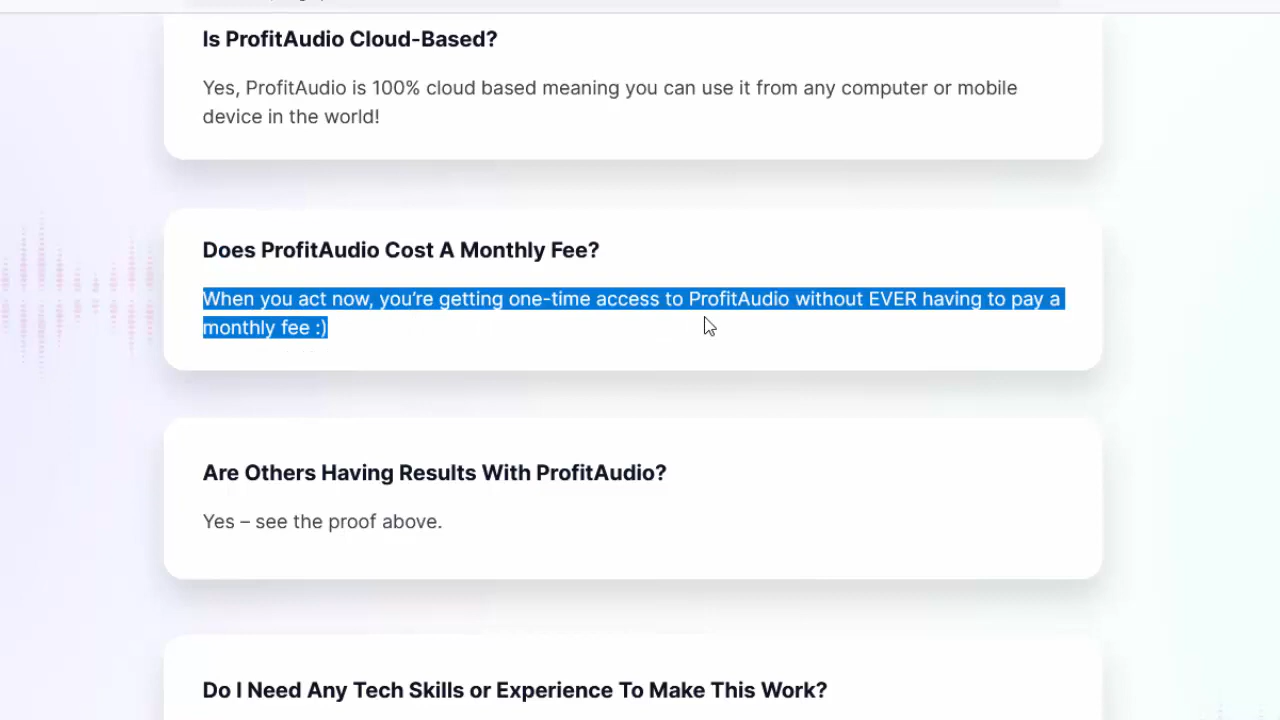 Is ProfitAudio Cloud-Based?
Yes, ProfitAudio is 100% cloud based meaning you can use it from any computer or mobile
device in the world!
Does ProfitAudio Cost A Monthly Fee?
When you act now, you’re getting one-time access to ProfitAudio without EVER having to pay a
monthly fee :)
Are Others Having Results With ProfitAudio?
Yes – see the proof above.
Do I Need Any Tech Skills or Experience To Make This Work?